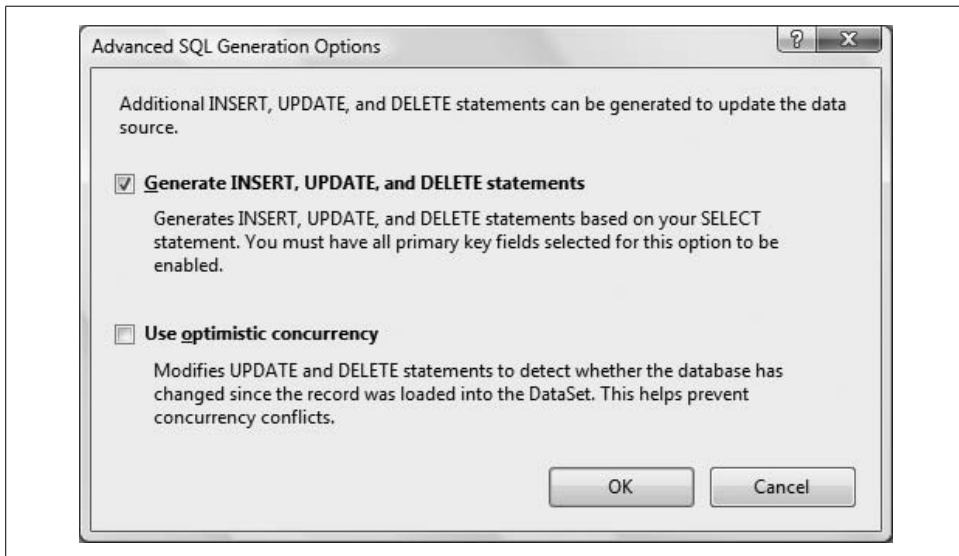 Advanced SQL Generation Options
Additional INSERT, UPDATE, and DELETE statements can be generated to update the data
source.
Generate INSERT, UPDATE, and DELETE statements
Generates INSERT, UPDATE, and DELETE statements based on your SELECT
statement. You must have all primary key fields selected for this option to be
enabled.
Use optimistic concurrency
Modifies UPDATE and DELETE statements to detect whether the database has
changed since the record was loaded into the DataSet. This helps prevent
concurrency conflicts.
OK Cancel